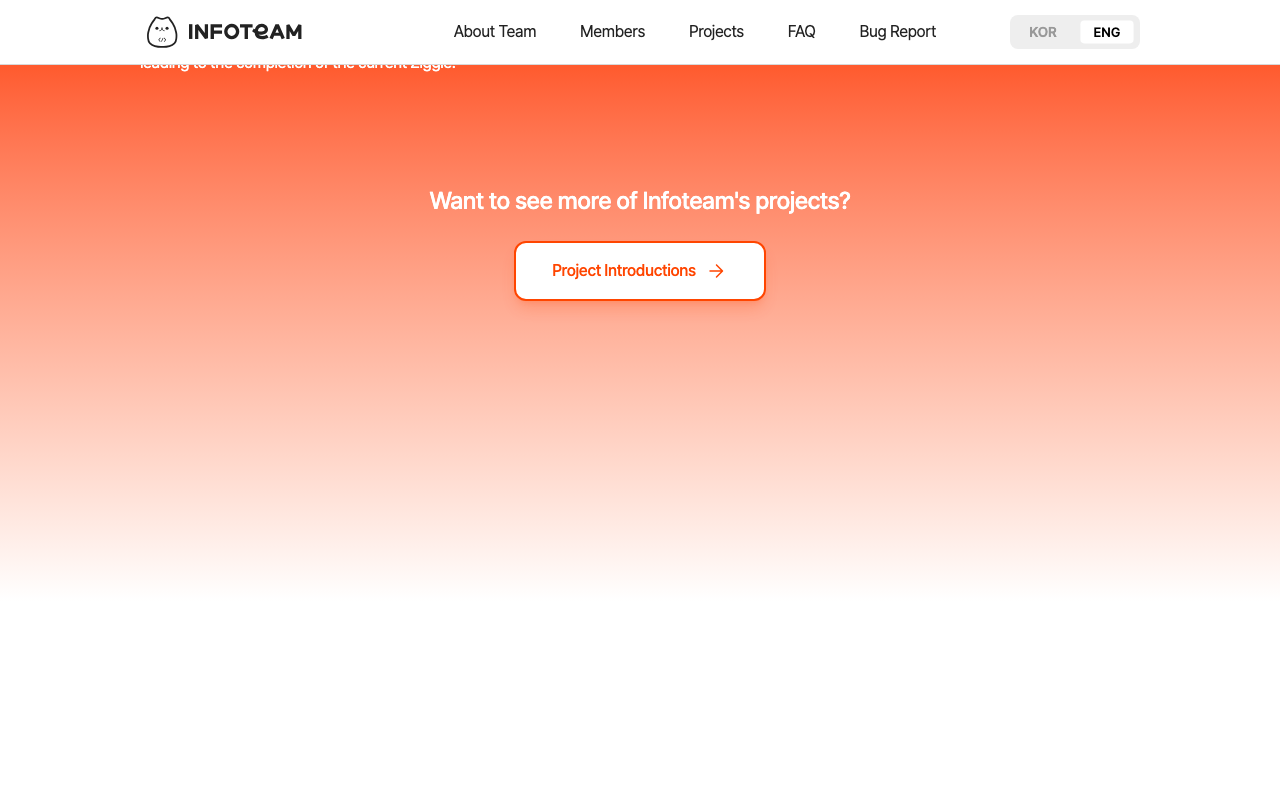 INFOTEAM
About Team
Members
Projects
FAQ
Bug Report
KOR
ENG
leading to the completion of the current Ziggle.
Want to see more of Infoteam's projects?
Project Introductions